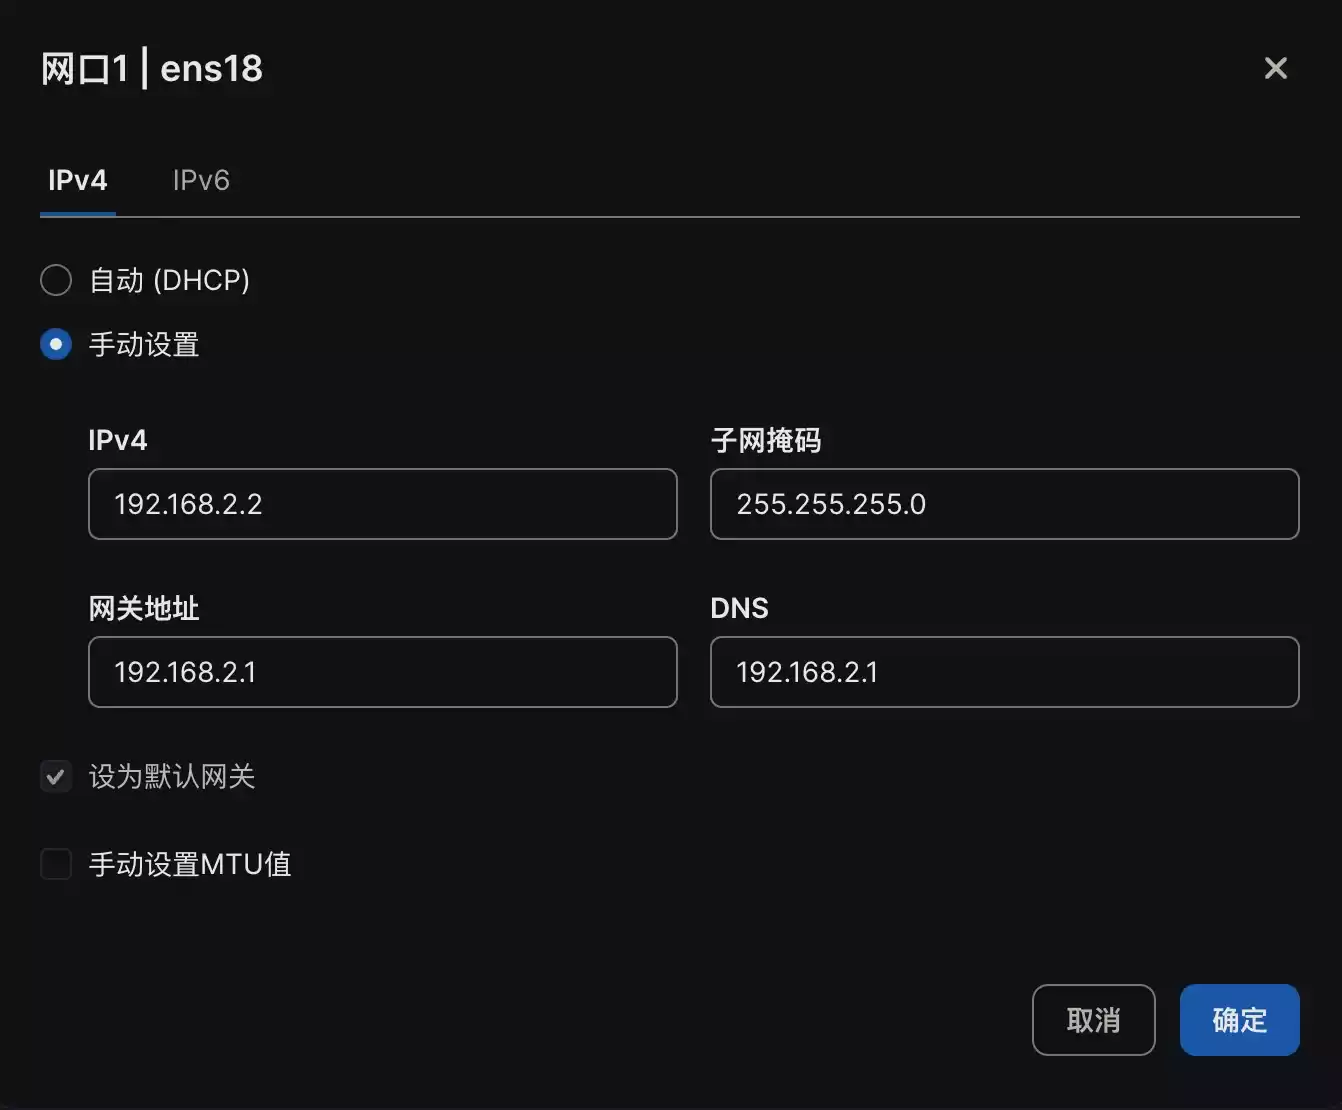 网口1 | ens18
IPv4 IPv6
自动 (DHCP)
手动设置
IPv4 子网掩码
192.168.2.2 255.255.255.0
网关地址 DNS
192.168.2.1 192.168.2.1
设为默认网关
手动设置MTU值
取消 确定